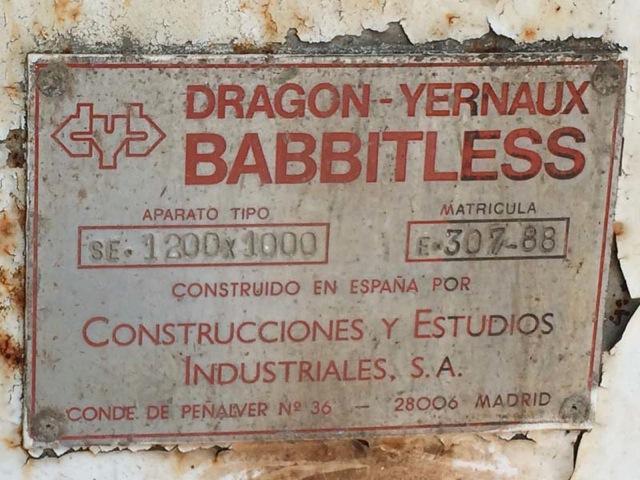 DRAGON-YERNAUX
BABBITLESS
APARATO TIPO MATRICULA
SE. 1200x1000 E.307-88
CONSTRUIDO EN ESPAÑA POR
CONSTRUCCIONES Y ESTUDIOS
INDUSTRIALES, S.A.
CONDE DE PEÑALVER Nº 36 - 28006 MADRID